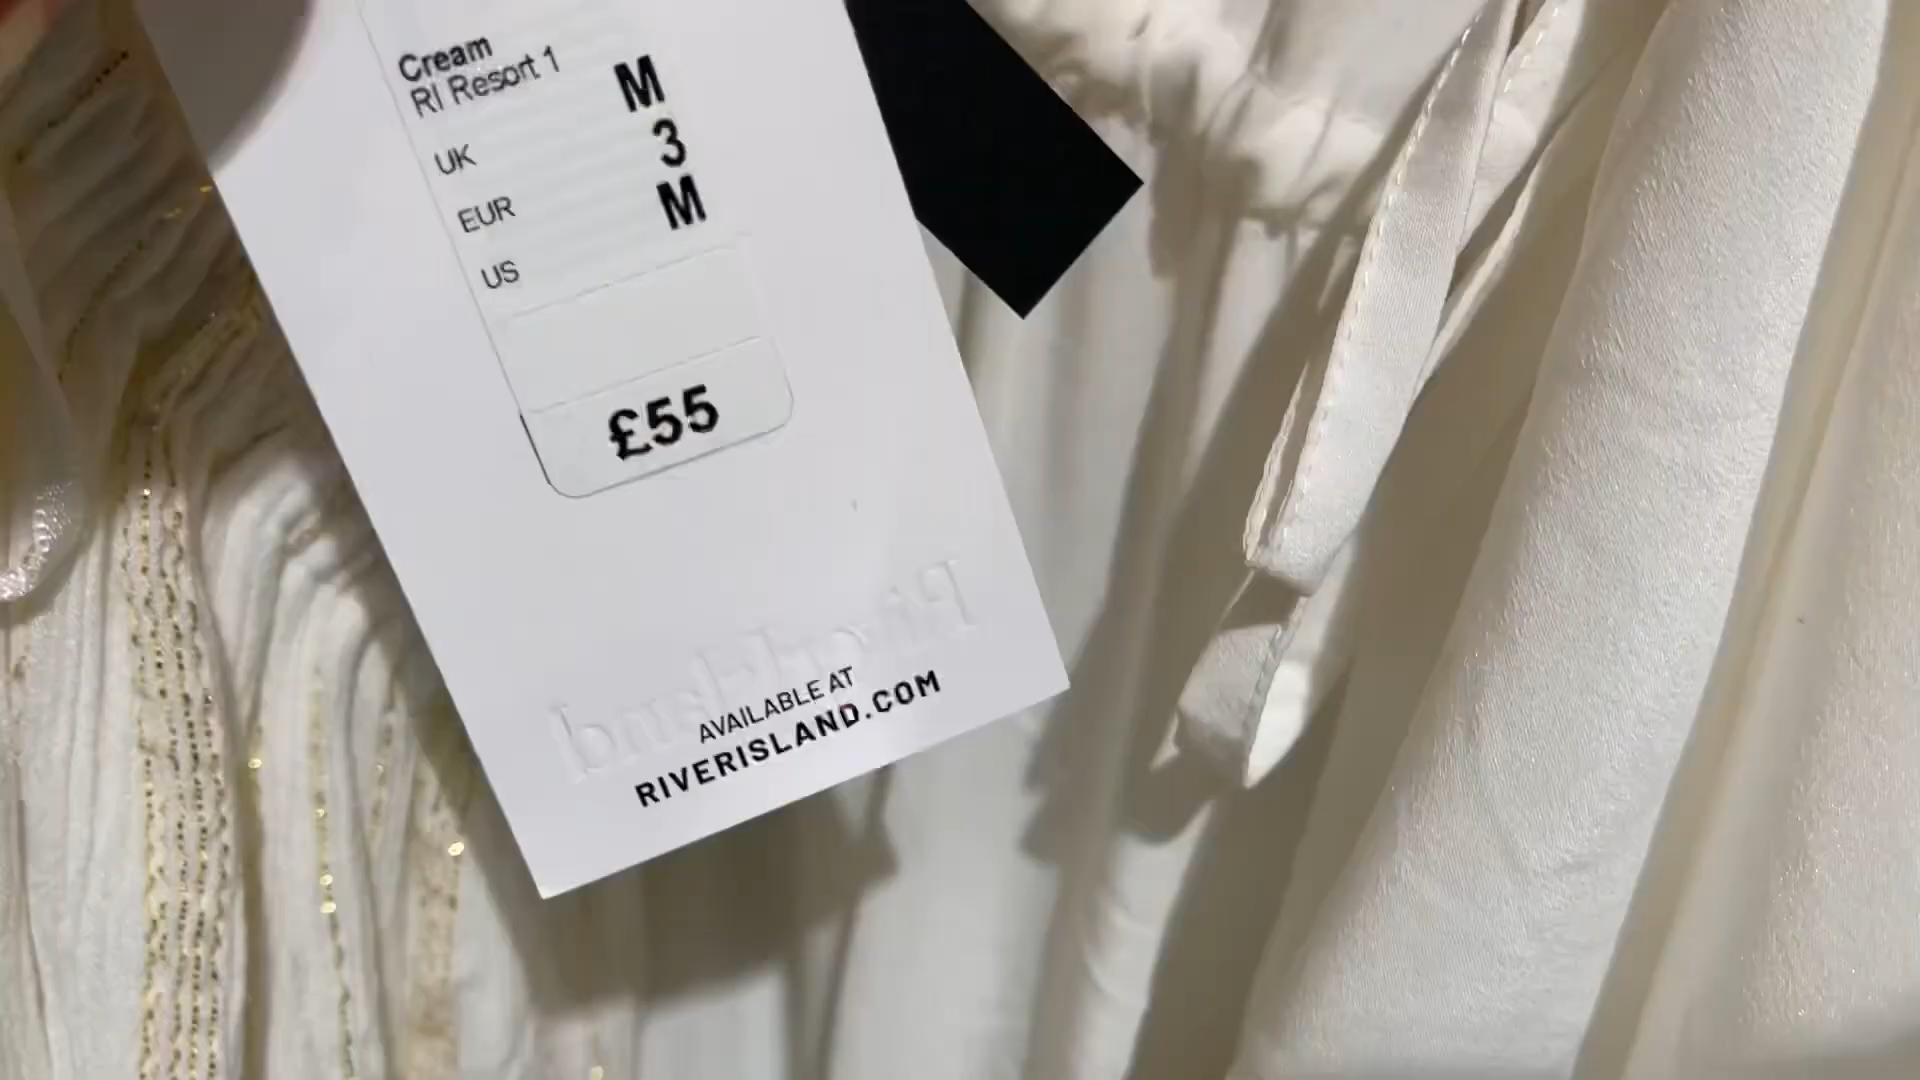 Cream
RI Resort 1
UK M
EUR 3
US M
£55
AVAILABLE AT
RIVERISLAND.COM